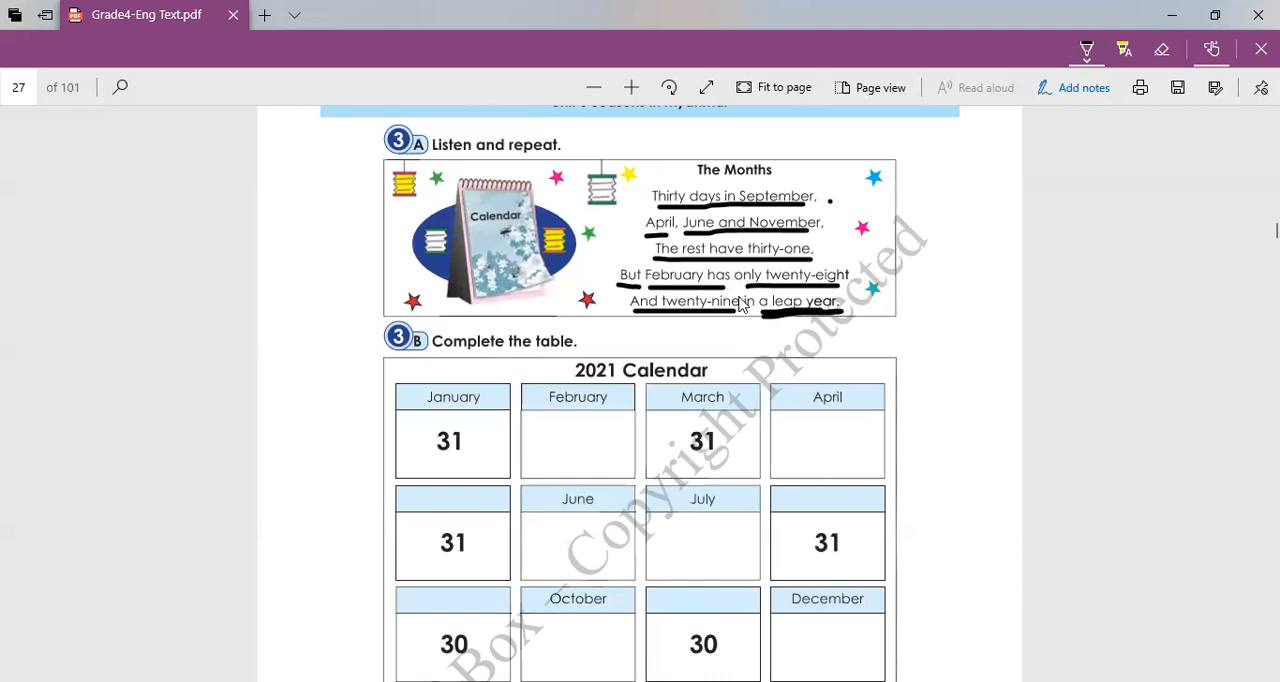 Grade4-Eng Text.pdf
27 of 101
Fit to page
Page view
Read aloud
Add notes
3 A Listen and repeat.
The Months
Thirty days in September,
April, June and November,
The rest have thirty-one,
But February has only twenty-eight
And twenty-nine in a leap year.
Calendar
3 B Complete the table.
2021 Calendar
January February March April
31 31
June July
31 31
October December
30 30
Box – Copyright Protected